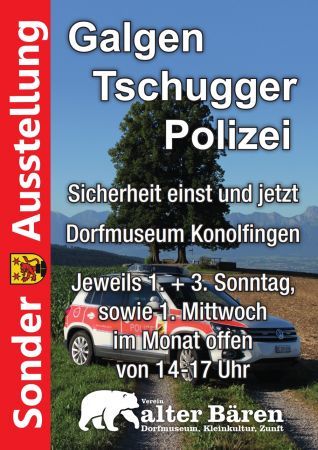 Sonder Ausstellung
Galgen
Tschugger
Polizei
Sicherheit einst und jetzt
Dorfmuseum Konolfingen
Jeweils 1. + 3. Sonntag,
sowie 1. Mittwoch
im Monat offen
von 14-17 Uhr
POLICE
Verein
alter Bären
Dorfmuseum, Kleinkultur, Zunft